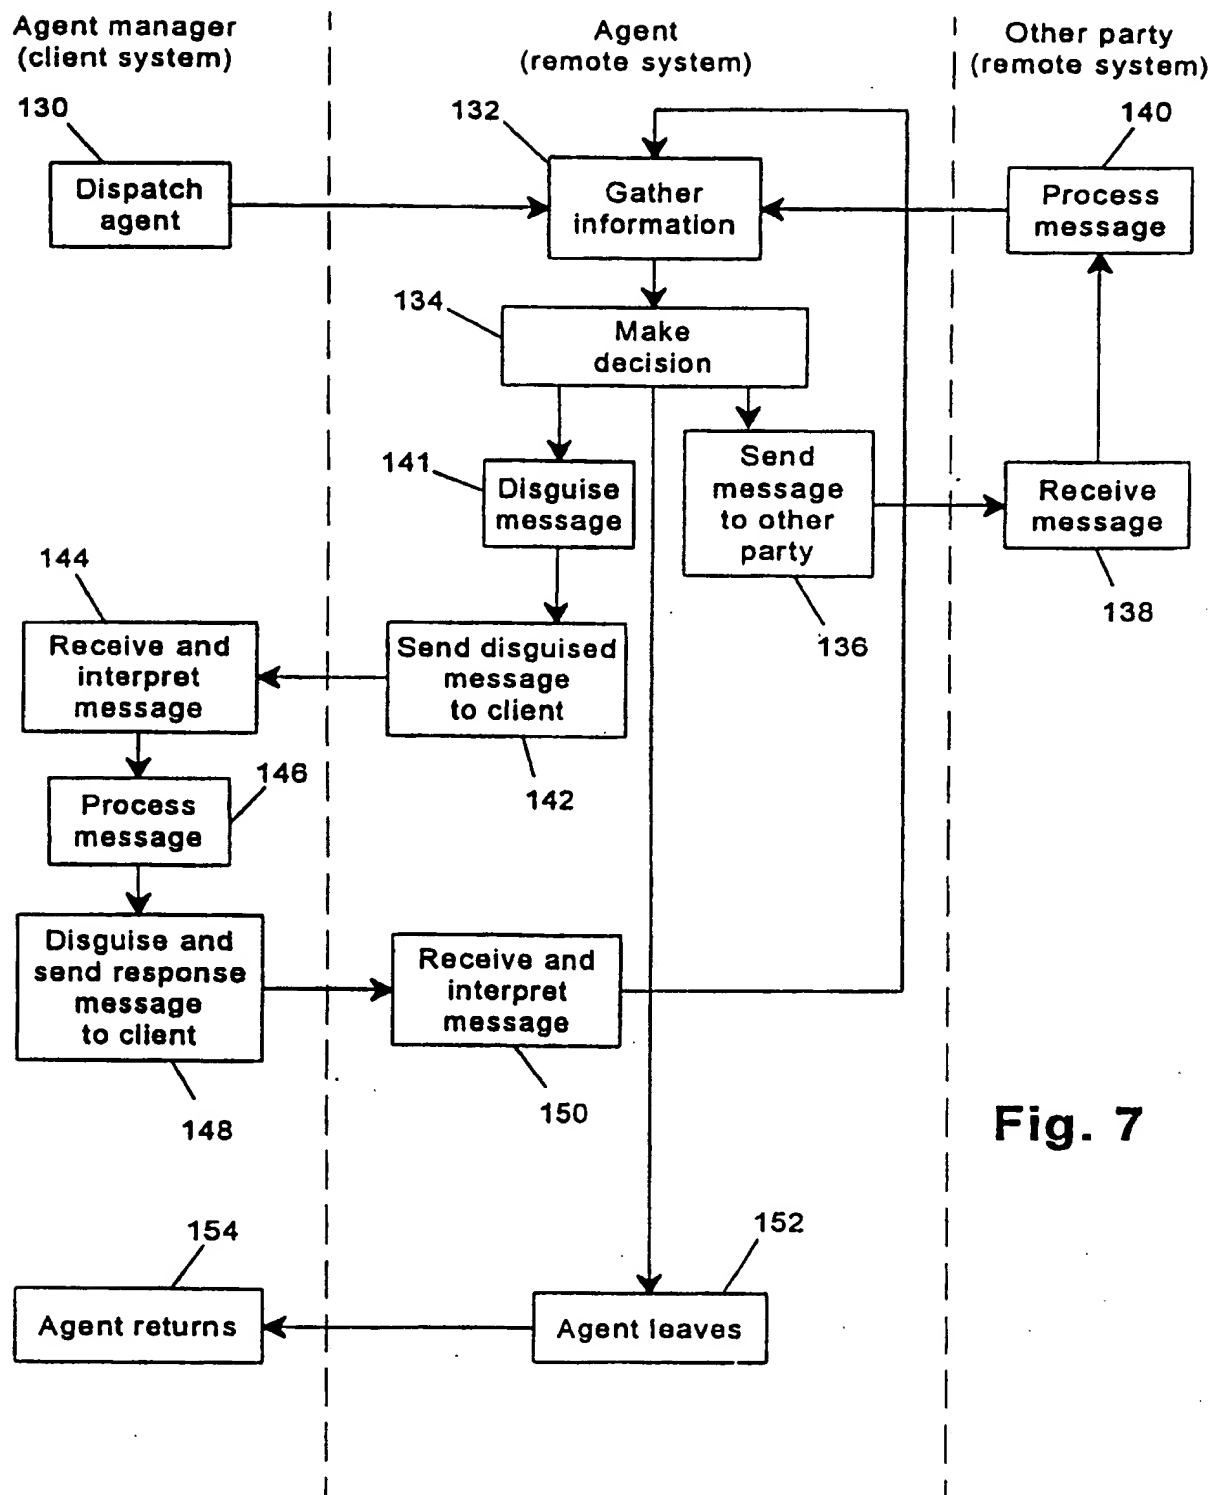 Agent manager
(client system)
Agent
(remote system)
Other party
(remote system)
130
132
140
Dispatch
agent
Gather
information
Process
message
134
Make
decision
141
Disguise
message
Send
message
to other
party
Receive
message
144
136
138
Receive and
interpret
message
Send disguised
message
to client
146
142
Process
message
Disguise and
send response
message
to client
Receive and
interpret
message
148
150
Fig. 7
154
152
Agent returns
Agent leaves